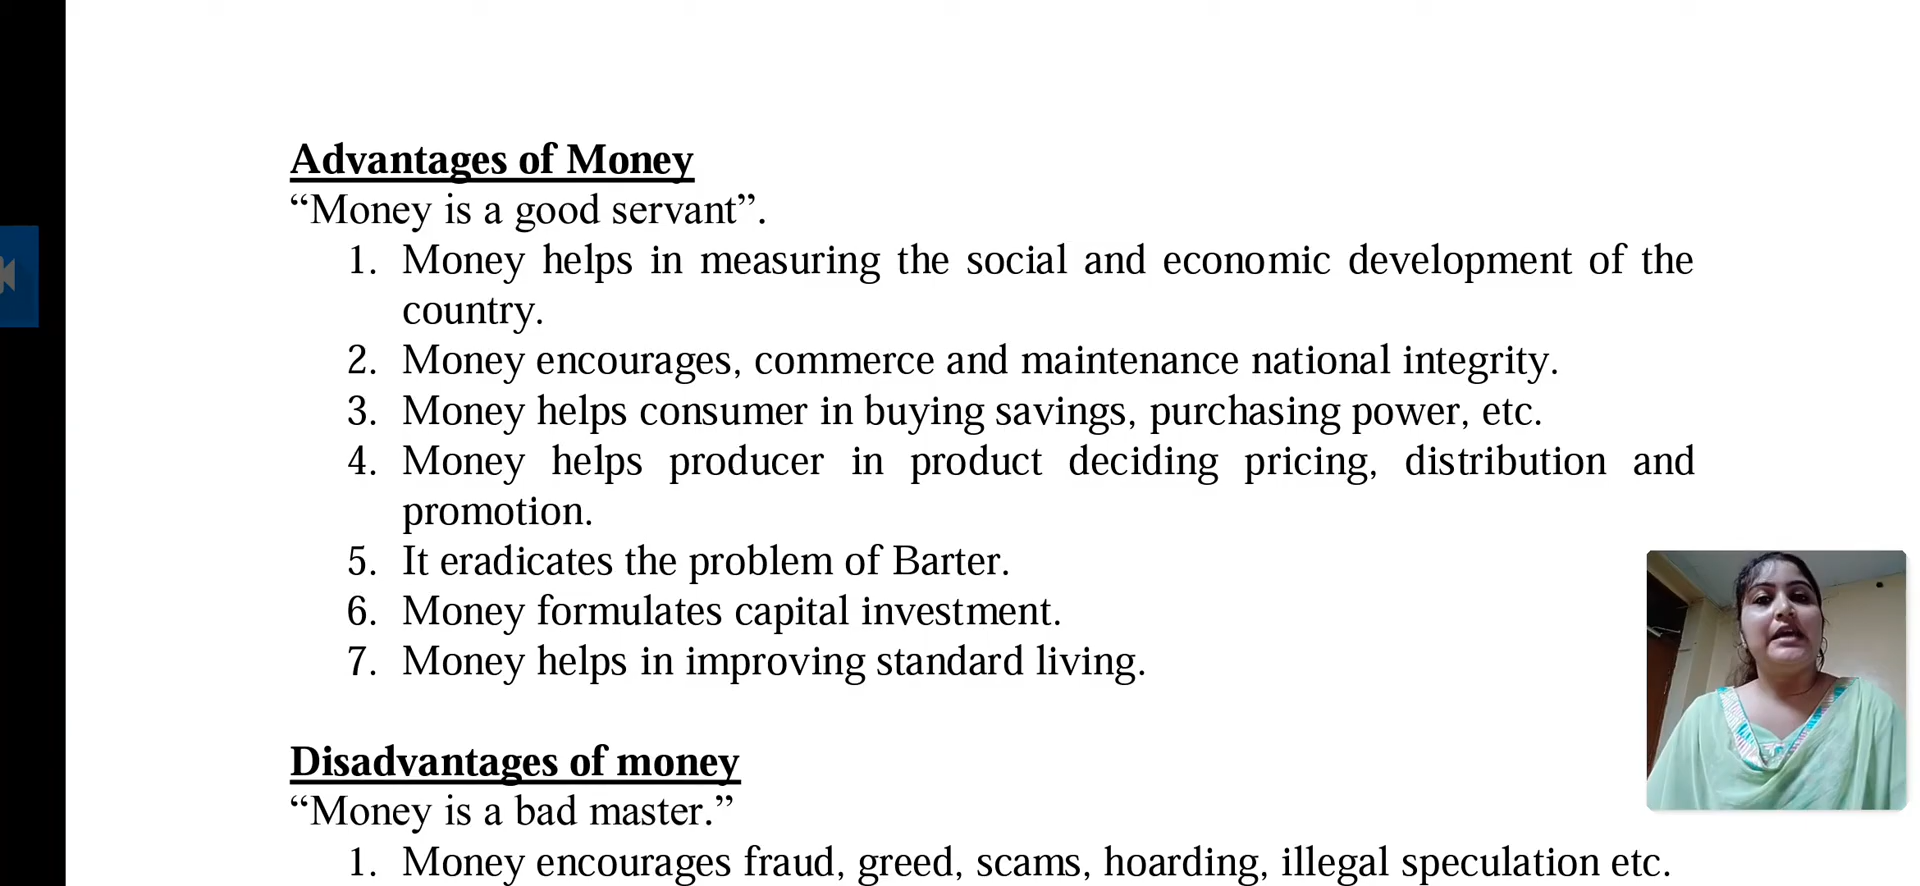 Advantages of Money
“Money is a good servant”.
1. Money helps in measuring the social and economic development of the
country.
2. Money encourages, commerce and maintenance national integrity.
3. Money helps consumer in buying savings, purchasing power, etc.
4. Money helps producer in product deciding pricing, distribution and
promotion.
5. It eradicates the problem of Barter.
6. Money formulates capital investment.
7. Money helps in improving standard living.
Disadvantages of money
“Money is a bad master.”
1. Money encourages fraud, greed, scams, hoarding, illegal speculation etc.